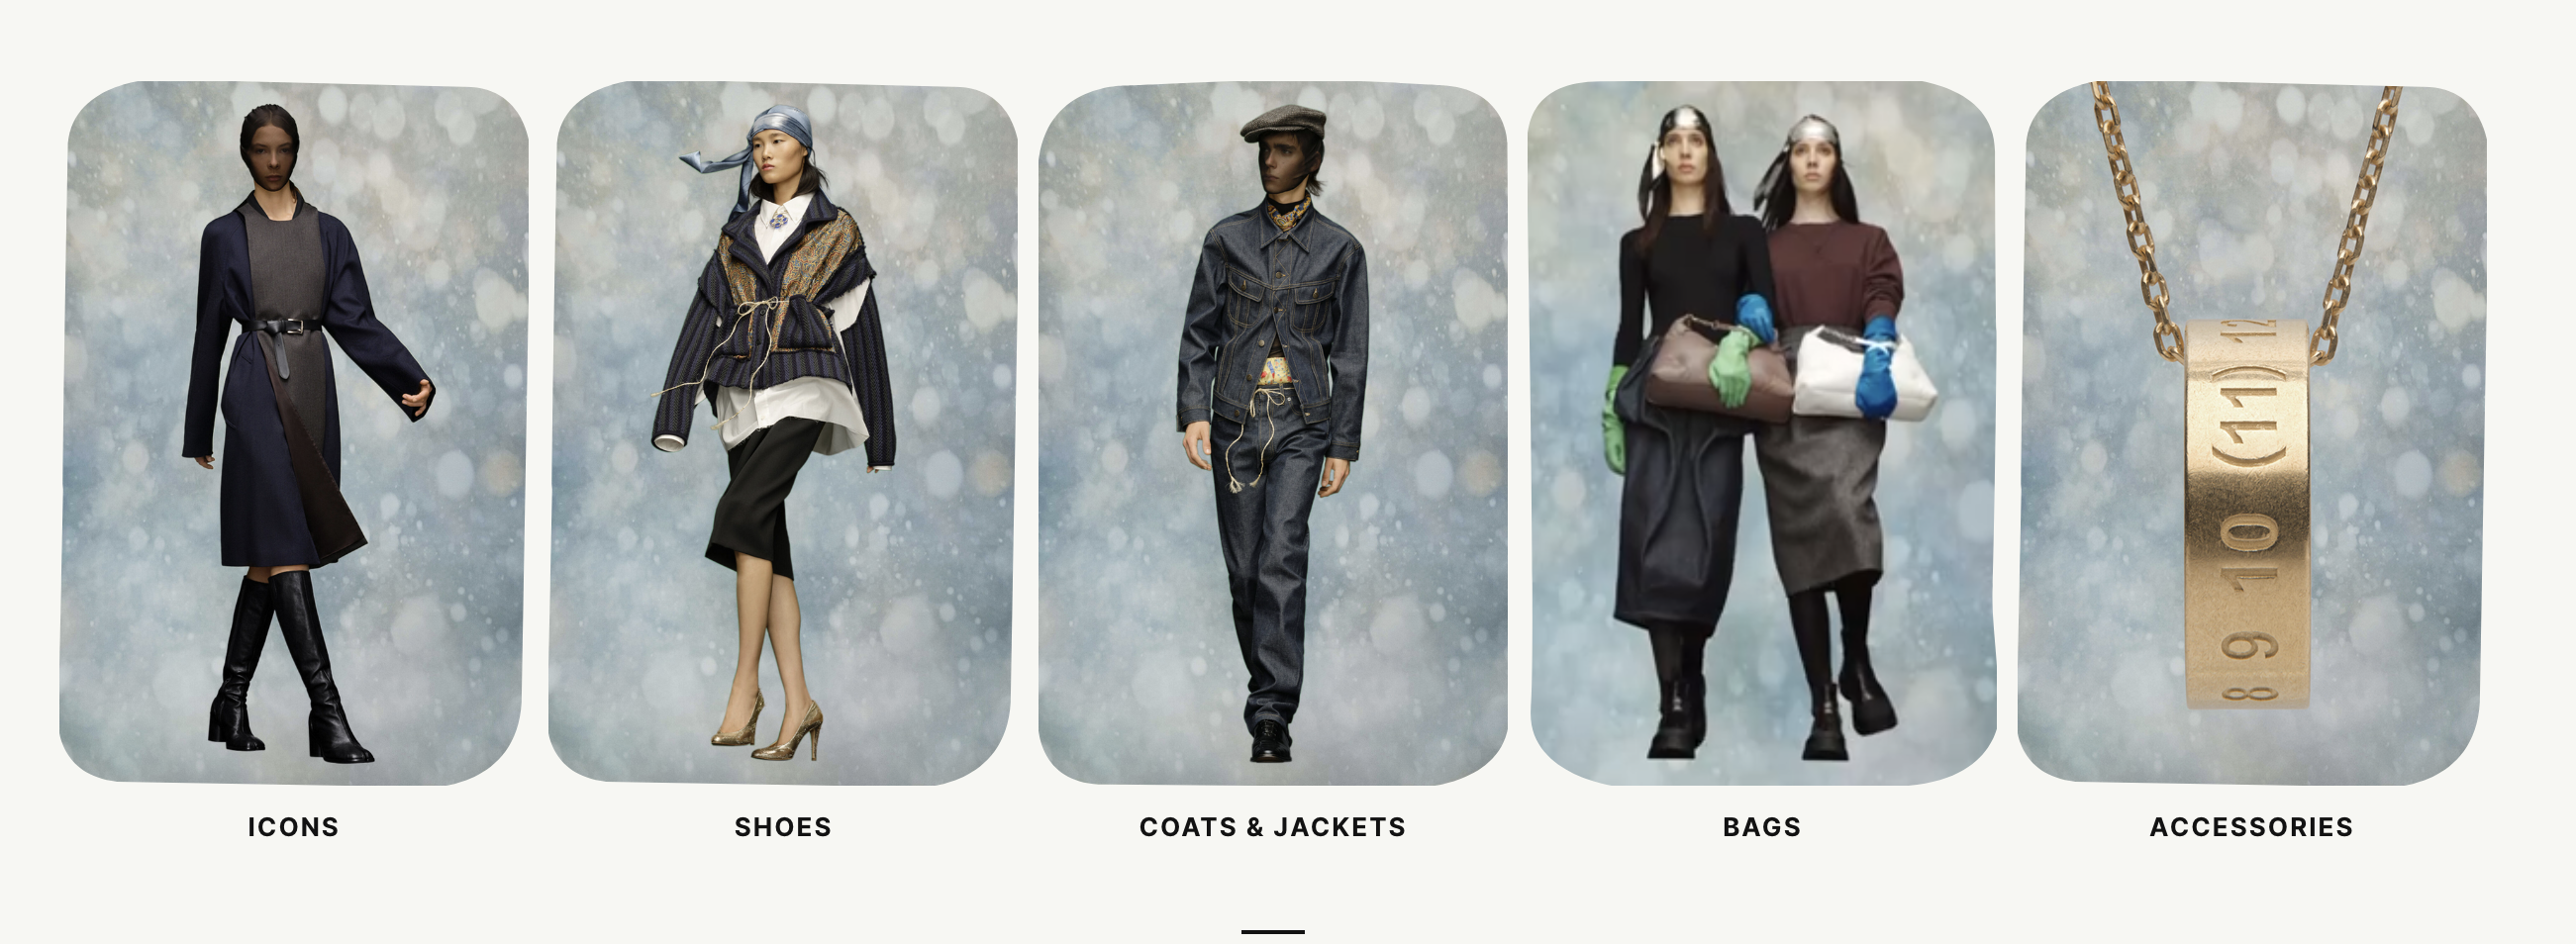 12
(11)
10
9
8
ICONS
SHOES
COATS & JACKETS
BAGS
ACCESSORIES